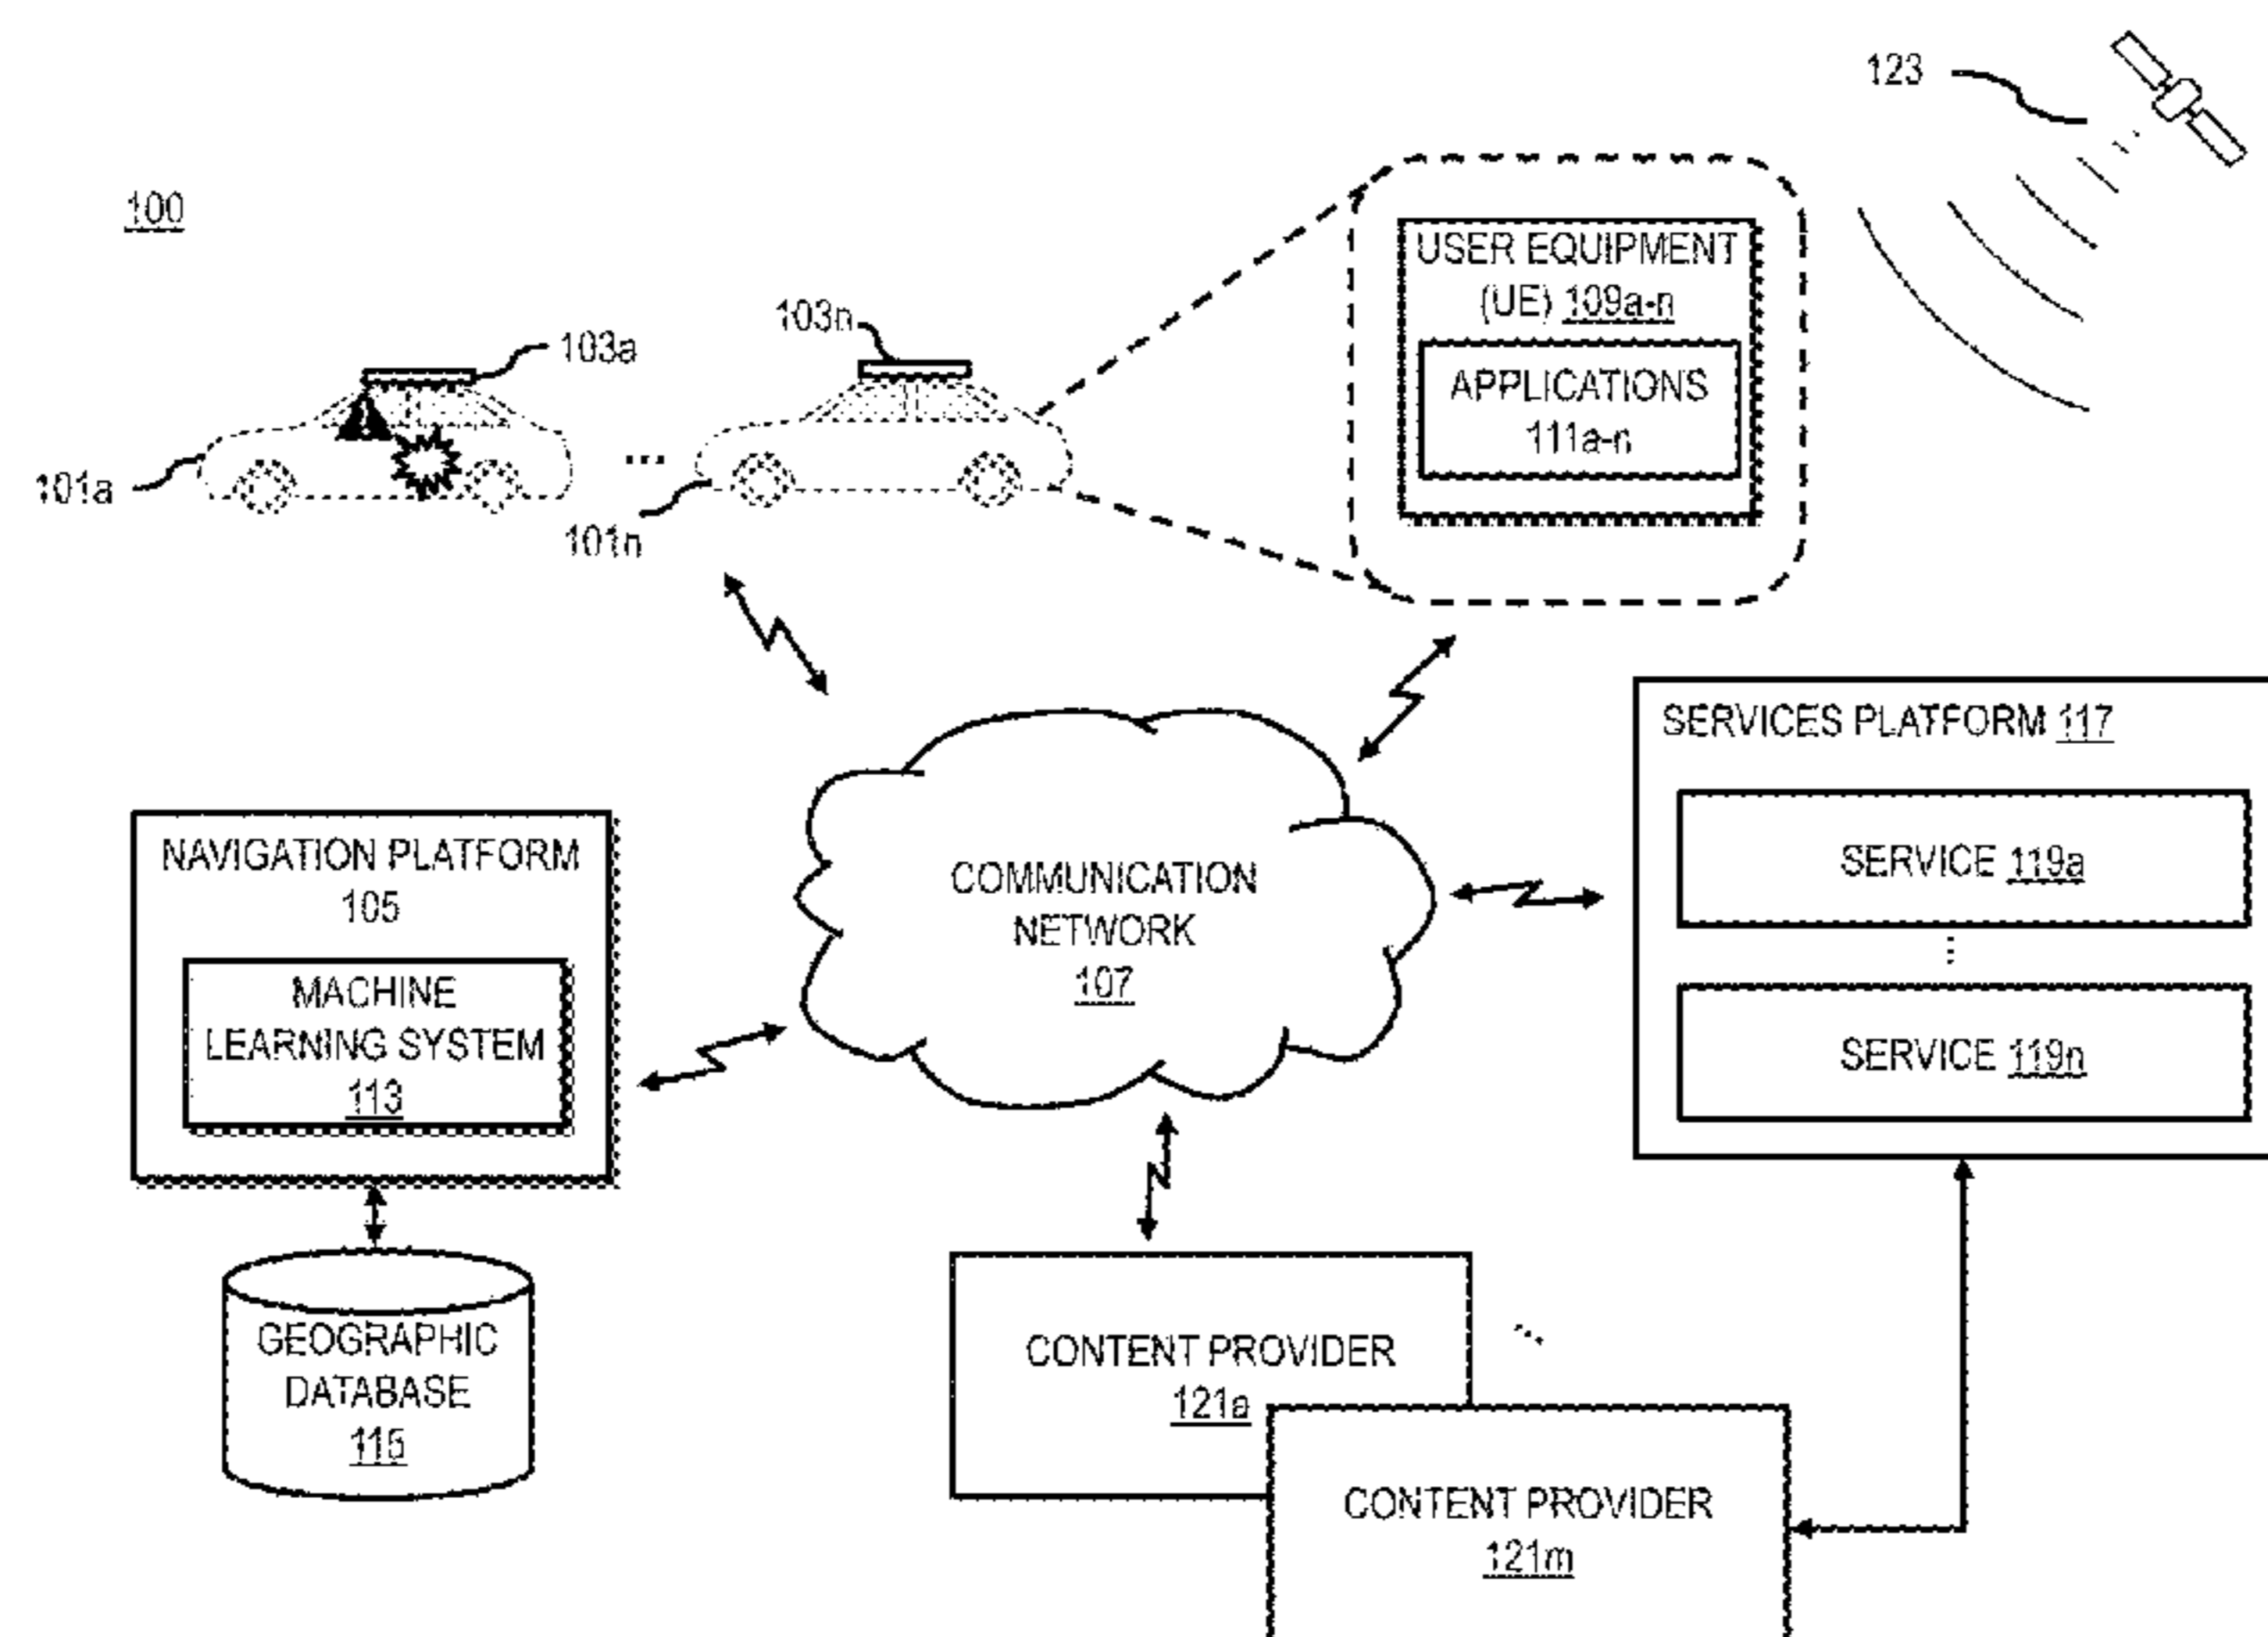 123
100
USER EQUIPMENT
(UE) 109a-n
APPLICATIONS
111a-n
103n
103a
101a
101n
SERVICES PLATFORM 117
SERVICE 119a
...
SERVICE 119n
NAVIGATION PLATFORM
105
MACHINE
LEARNING SYSTEM
113
COMMUNICATION
NETWORK
107
GEOGRAPHIC
DATABASE
115
CONTENT PROVIDER
121a
...
CONTENT PROVIDER
121m